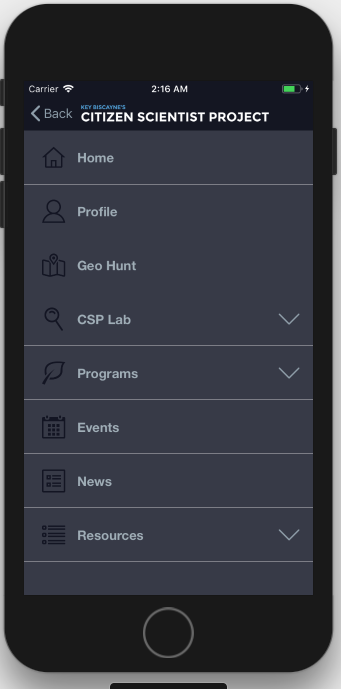 Carrier 2:16 AM
Back
KEY BISCAYNE'S
CITIZEN SCIENTIST PROJECT
Home
Profile
Geo Hunt
CSP Lab
Programs
Events
News
Resources